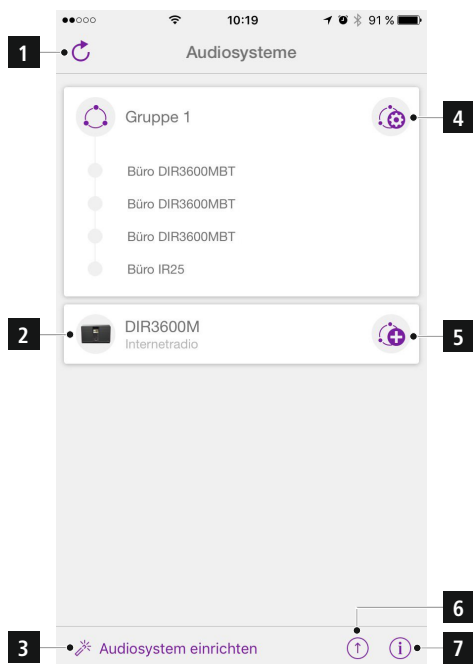 10:19
91 %
1
Audiosysteme
Gruppe 1
4
Büro DIR3600MBT
Büro DIR3600MBT
Büro DIR3600MBT
Büro IR25
2
DIR3600M
Internetradio
5
6
3
Audiosystem einrichten
i
7